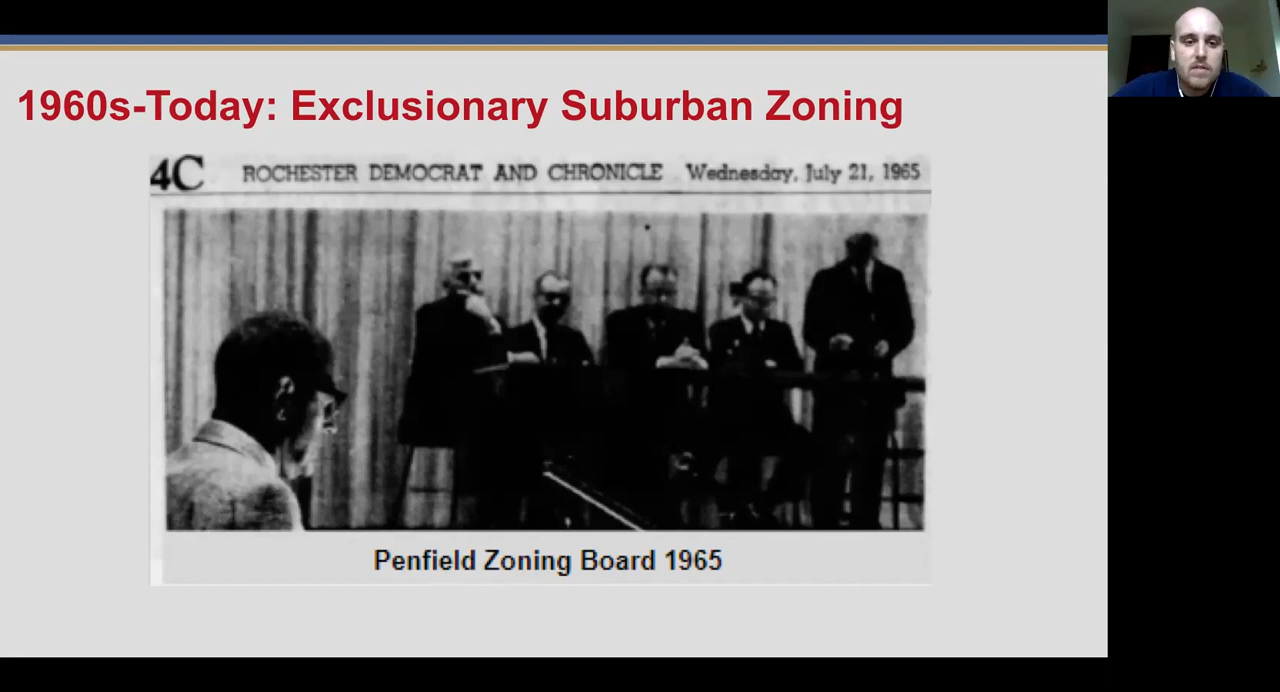 1960s-Today: Exclusionary Suburban Zoning
4C ROCHESTER DEMOCRAT AND CHRONICLE Wednesday, July 21, 1965
Penfield Zoning Board 1965